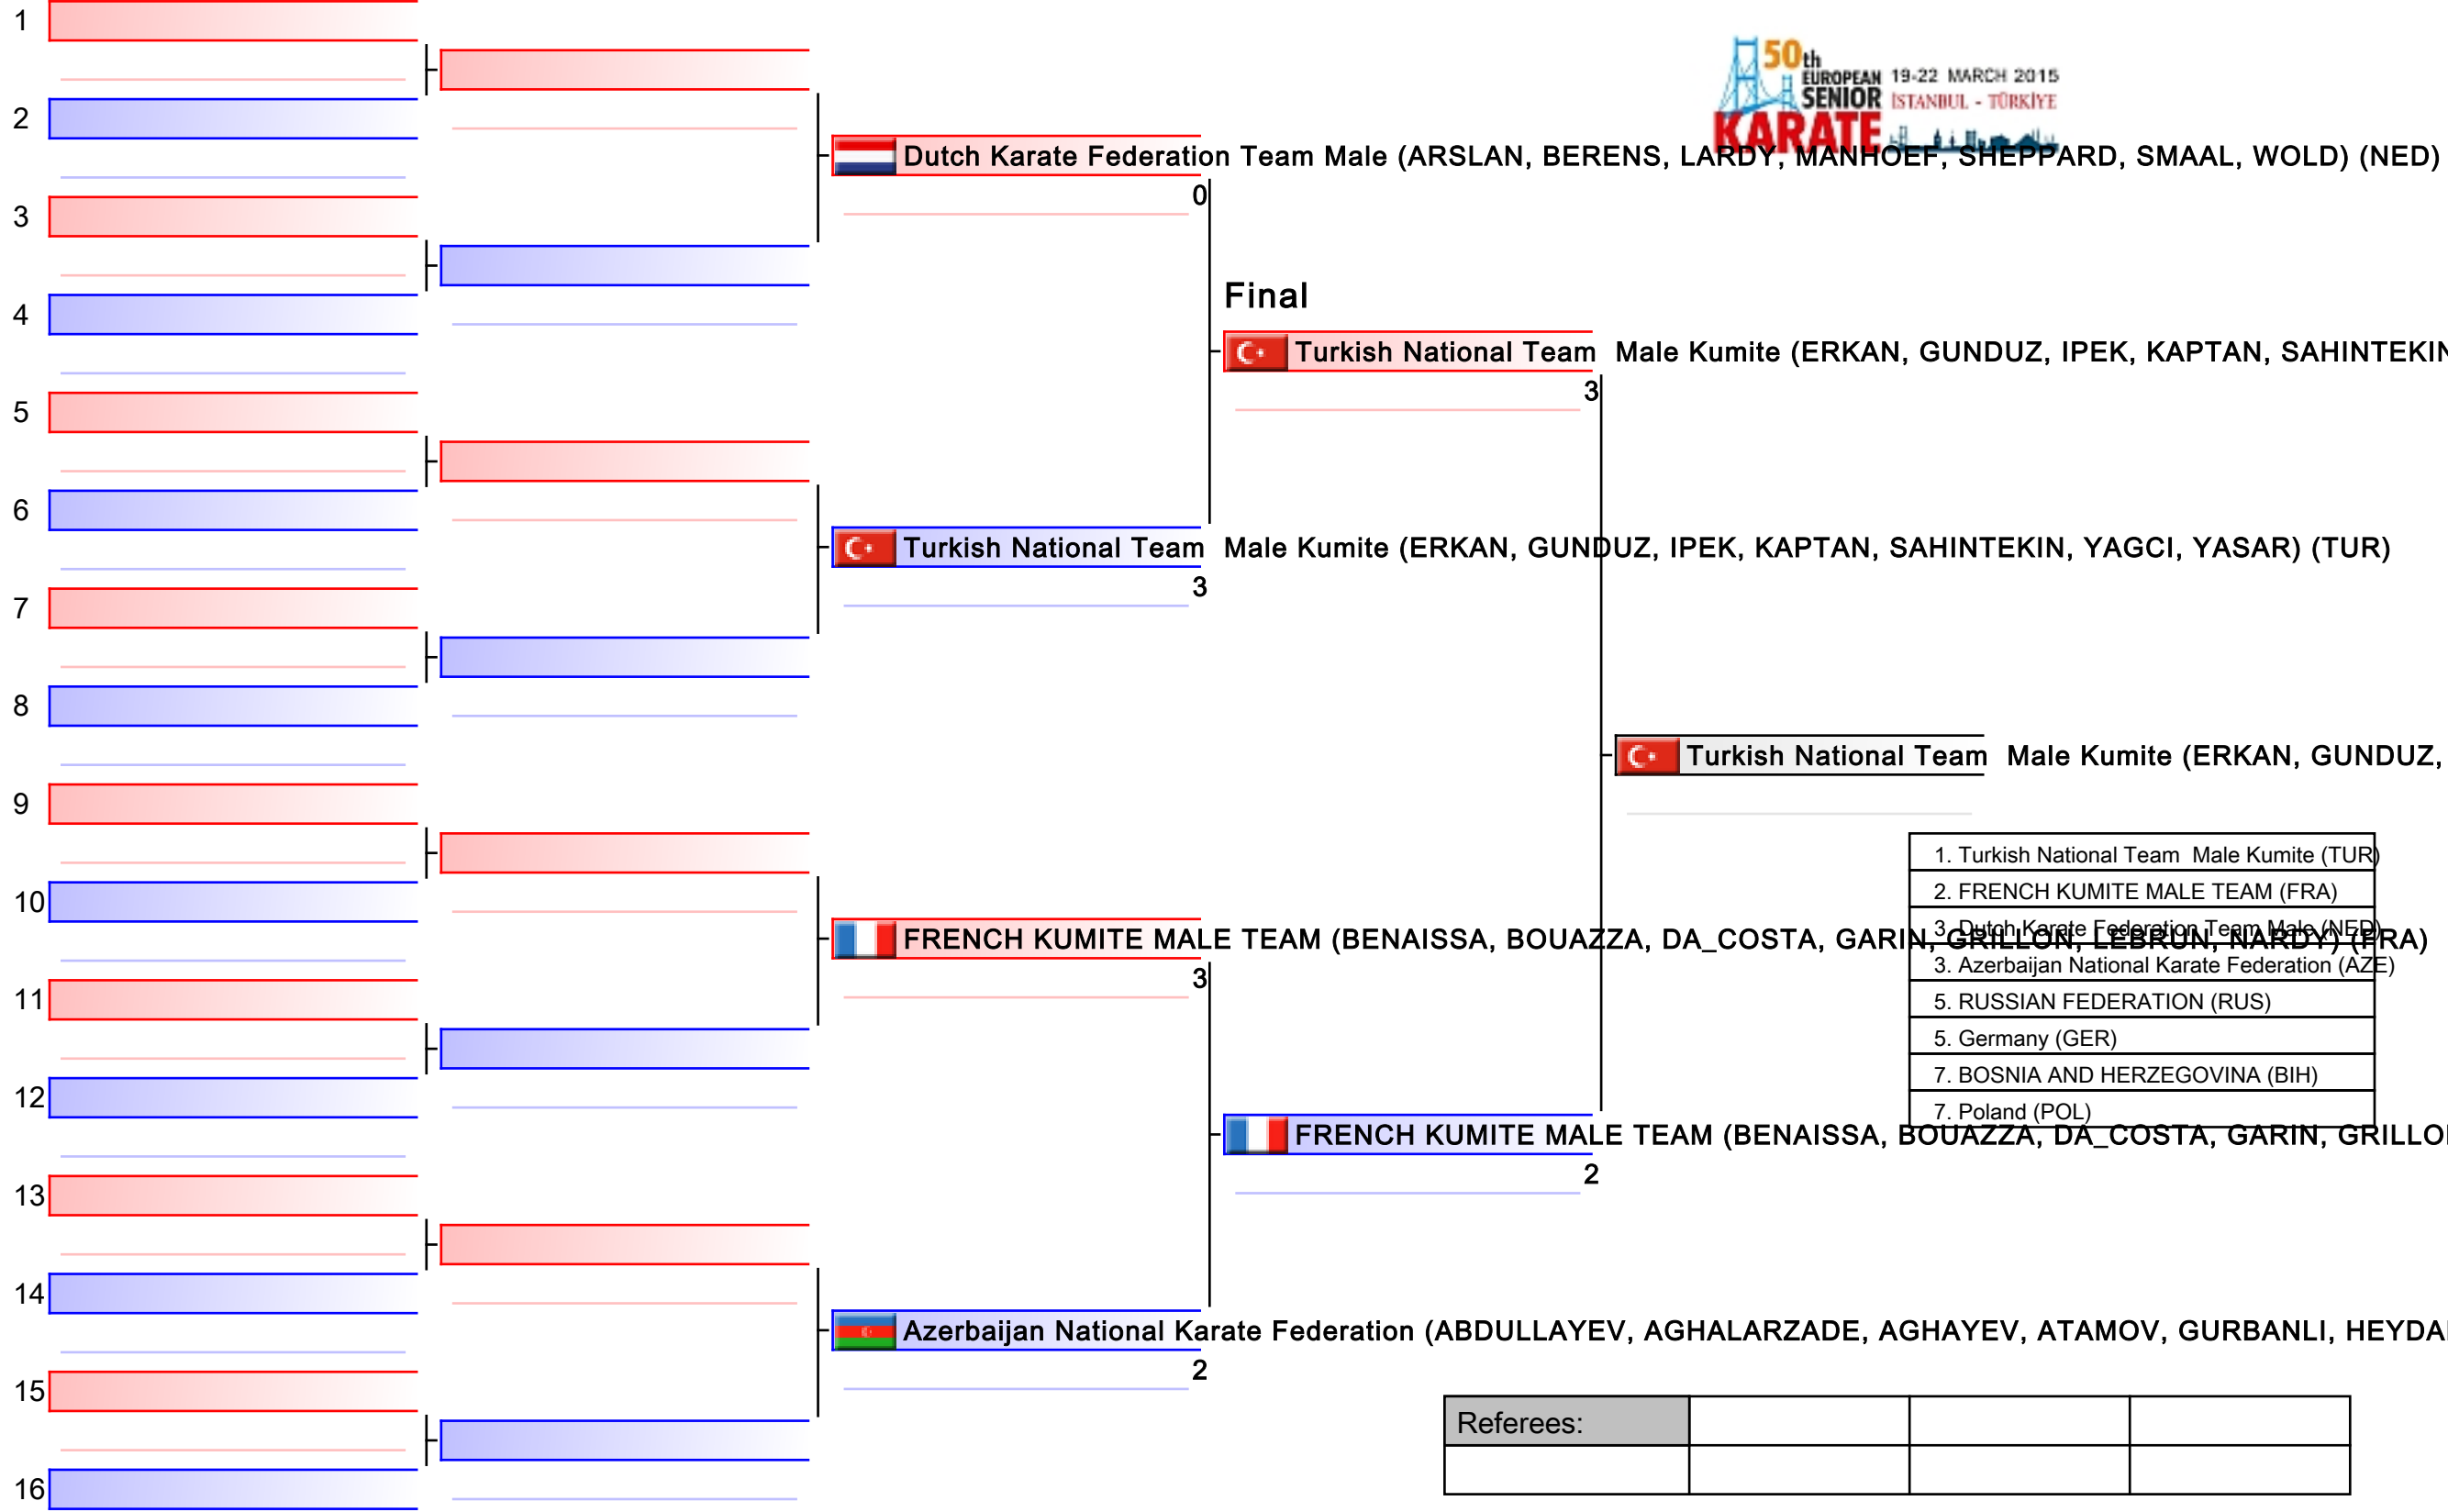 1
2
3
4
5
6
7
8
9
10
11
12
13
14
15
16
50th
EUROPEAN
SENIOR
KARATE
19-22 MARCH 2015
İSTANBUL - TÜRKİYE
Dutch Karate Federation Team Male (ARSLAN, BERENS, LARDY, MANHOEF, SHEPPARD, SMAAL, WOLD) (NED)
0
Final
Turkish National Team  Male Kumite (ERKAN, GUNDUZ, IPEK, KAPTAN, SAHINTEKIN
3
Turkish National Team  Male Kumite (ERKAN, GUNDUZ, IPEK, KAPTAN, SAHINTEKIN, YAGCI, YASAR) (TUR)
3
Turkish National Team  Male Kumite (ERKAN, GUNDUZ,
1. Turkish National Team  Male Kumite (TUR)
2. FRENCH KUMITE MALE TEAM (FRA)
3. Dutch Karate Federation Team Male (NED)
3. Azerbaijan National Karate Federation (AZE)
5. RUSSIAN FEDERATION (RUS)
5. Germany (GER)
7. BOSNIA AND HERZEGOVINA (BIH)
7. Poland (POL)
FRENCH KUMITE MALE TEAM (BENAISSA, BOUAZZA, DA_COSTA, GARIN, GRILLON, LEBRUN, NARDY) (FRA)
3
FRENCH KUMITE MALE TEAM (BENAISSA, BOUAZZA, DA_COSTA, GARIN, GRILLO
2
Azerbaijan National Karate Federation (ABDULLAYEV, AGHALARZADE, AGHAYEV, ATAMOV, GURBANLI, HEYDA
2
Referees: